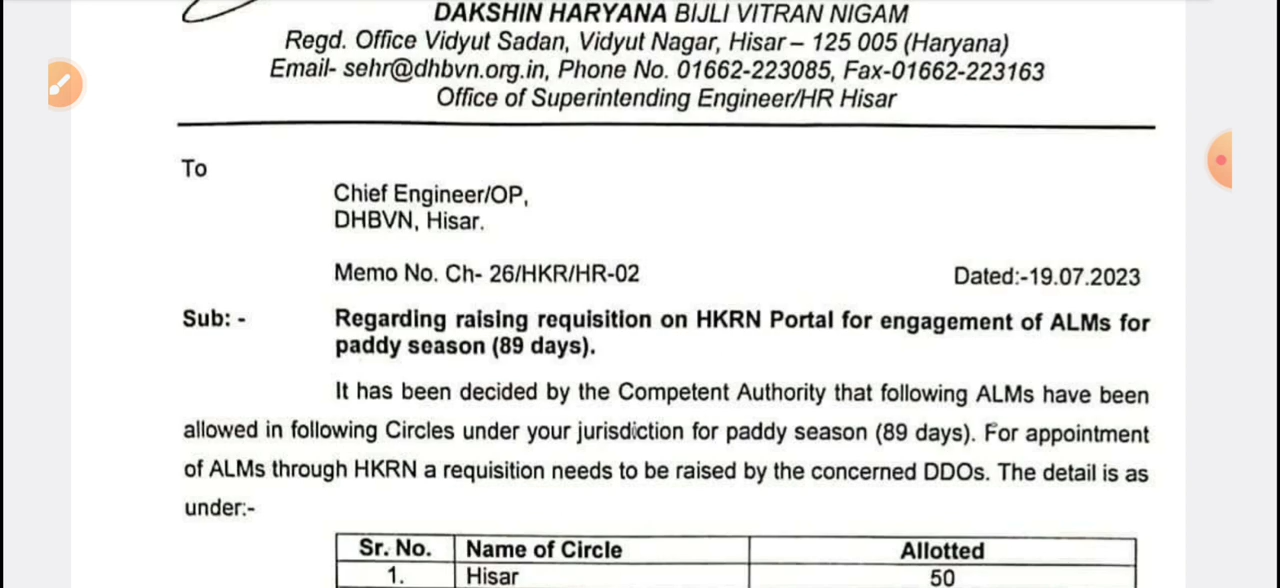 DAKSHIN HARYANA BIJLI VITRAN NIGAM
Regd. Office Vidyut Sadan, Vidyut Nagar, Hisar – 125 005 (Haryana)
Email- sehr@dhbvn.org.in, Phone No. 01662-223085, Fax-01662-223163
Office of Superintending Engineer/HR Hisar
To
Chief Engineer/OP,
DHBVN, Hisar.
Memo No. Ch- 26/HKR/HR-02 Dated:-19.07.2023
Sub: - Regarding raising requisition on HKRN Portal for engagement of ALMs for
paddy season (89 days).
It has been decided by the Competent Authority that following ALMs have been
allowed in following Circles under your jurisdiction for paddy season (89 days). For appointment
of ALMs through HKRN a requisition needs to be raised by the concerned DDOs. The detail is as
under:-
Sr. No. Name of Circle Allotted
1. Hisar 50